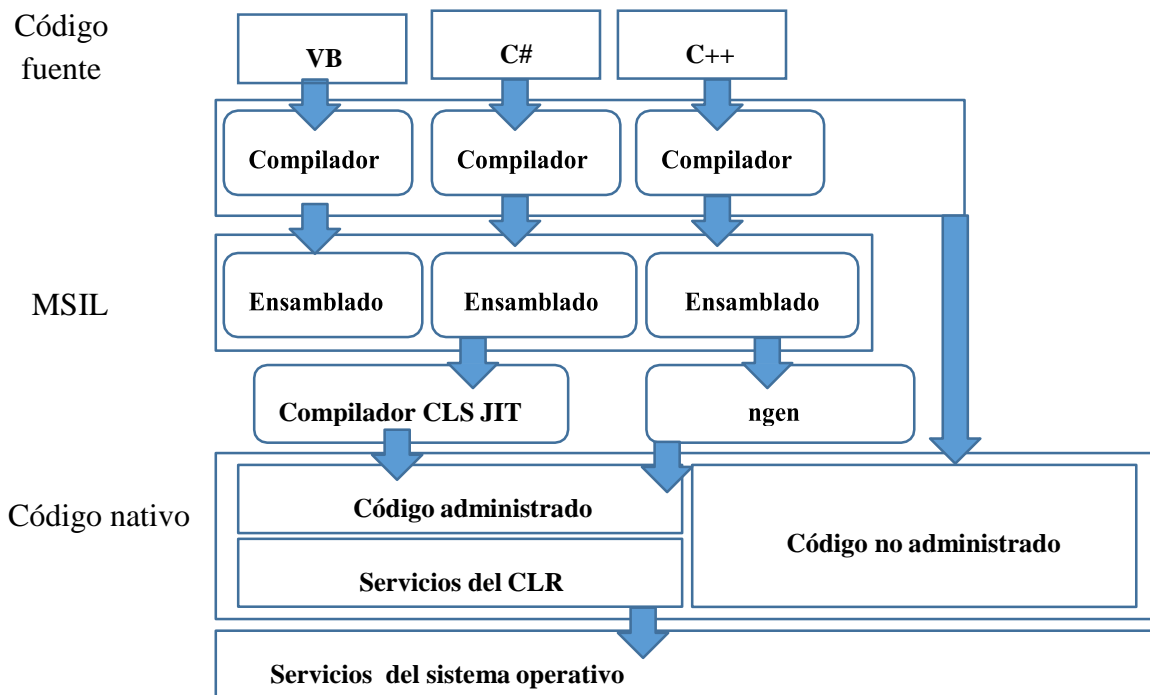 Código
fuente
VB
C#
C++
Compilador
Compilador
Compilador
MSIL
Ensamblado
Ensamblado
Ensamblado
Compilador CLS JIT
ngen
Código nativo
Código administrado
Código no administrado
Servicios del CLR
Servicios del sistema operativo